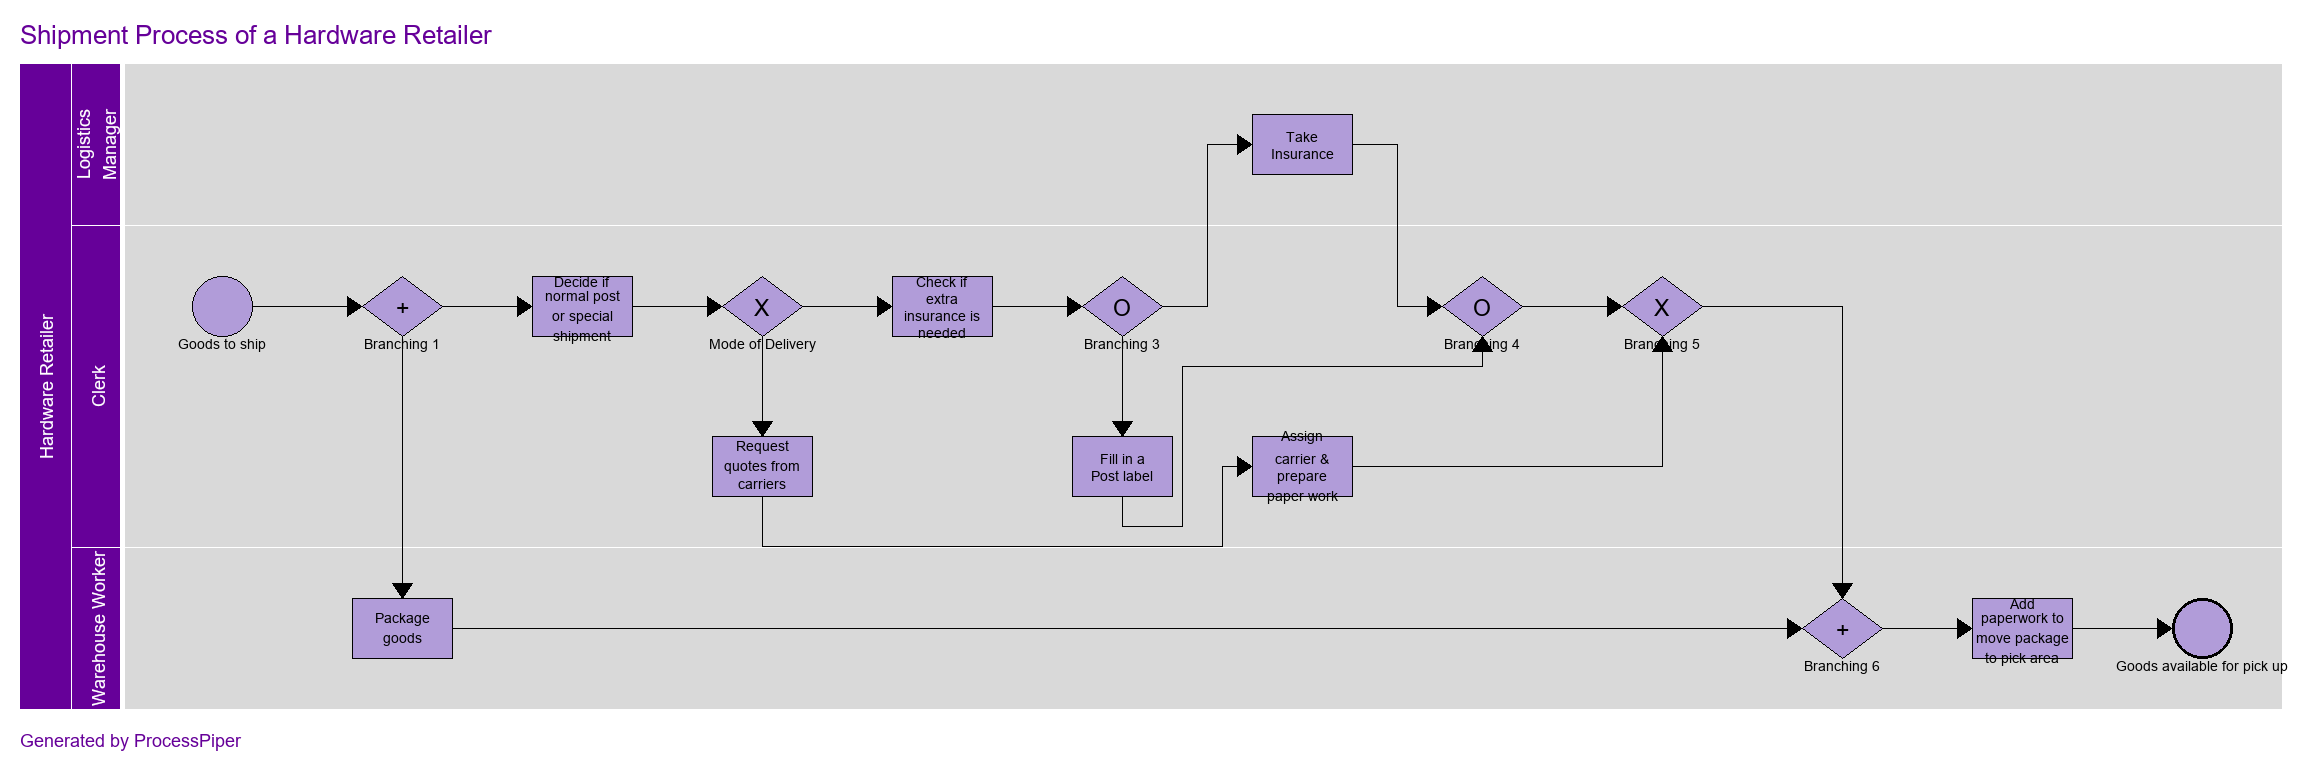 Shipment Process of a Hardware Retailer
Hardware Retailer
Logistics
Manager
Take
Insurance
Clerk
Goods to ship
+
Branching 1
Decide if
normal post
or special
shipment
X
Mode of Delivery
Check if
extra
insurance is
needed
O
Branching 3
O
Branching 4
X
Branching 5
Request
quotes from
carriers
Fill in a
Post label
Assign
carrier &
prepare
paper work
Warehouse Worker
Package
goods
+
Branching 6
Add
paperwork to
move package
to pick area
Goods available for pick up
Generated by ProcessPiper